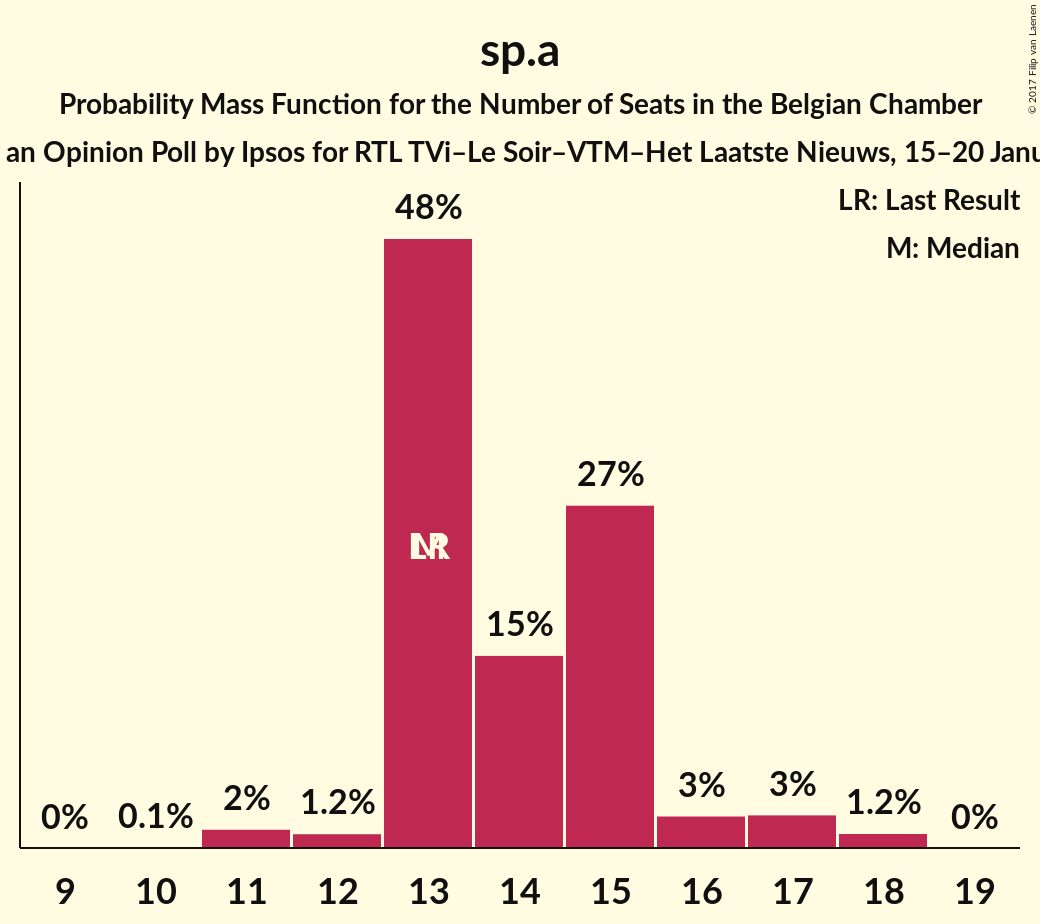 sp.a
Probability Mass Function for the Number of Seats in the Belgian Chamber
an Opinion Poll by Ipsos for RTL TVi–Le Soir–VTM–Het Laatste Nieuws, 15–20 Janu
© 2017 Filip van Laenen
LR: Last Result
M: Median
48%
27%
15%
3%
3%
2%
1.2%
1.2%
0.1%
0%
0%
LR
M
9 10 11 12 13 14 15 16 17 18 19